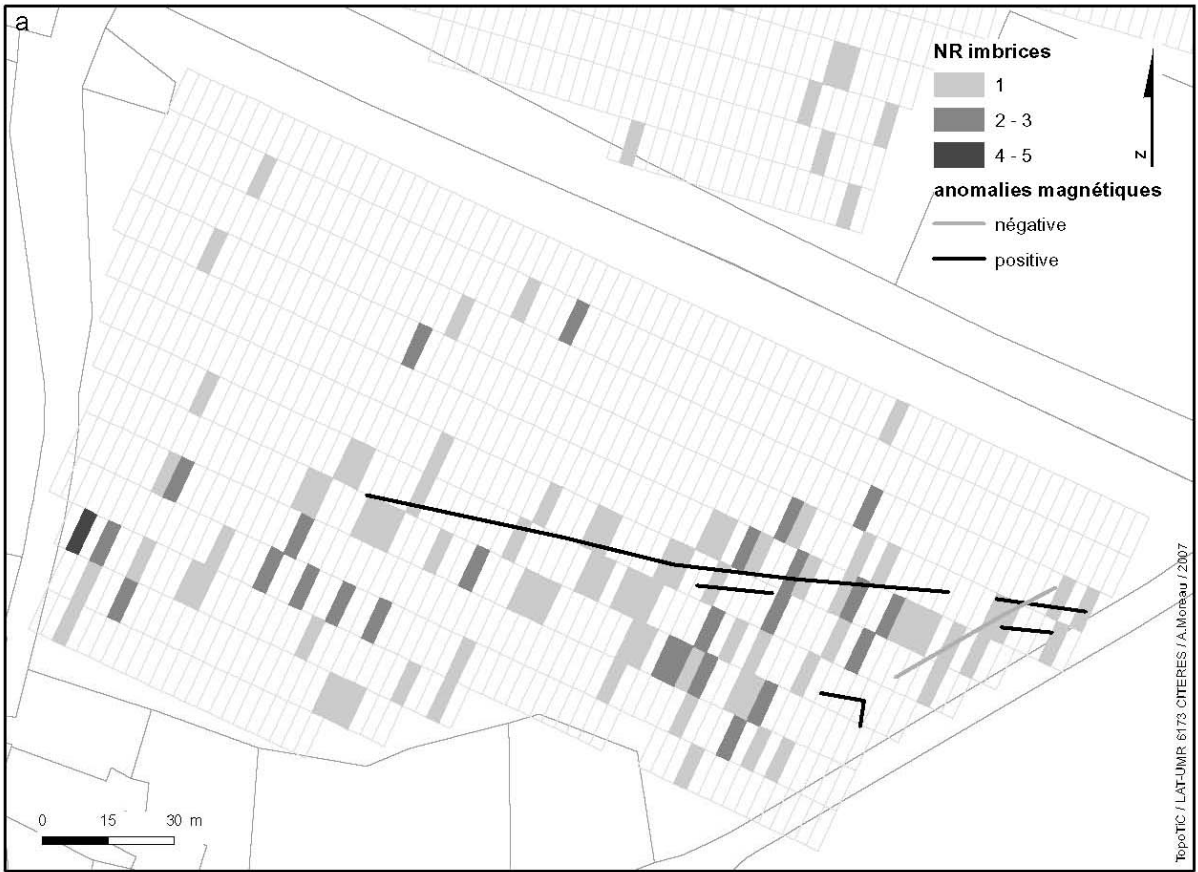 a
NR imbrices
1
2 - 3
4 - 5
anomalies magnétiques
négative
positive
N
0 15 30 m
TopoTiC / LAT-UMR 6173 CITERES / A.Moreau / 2007